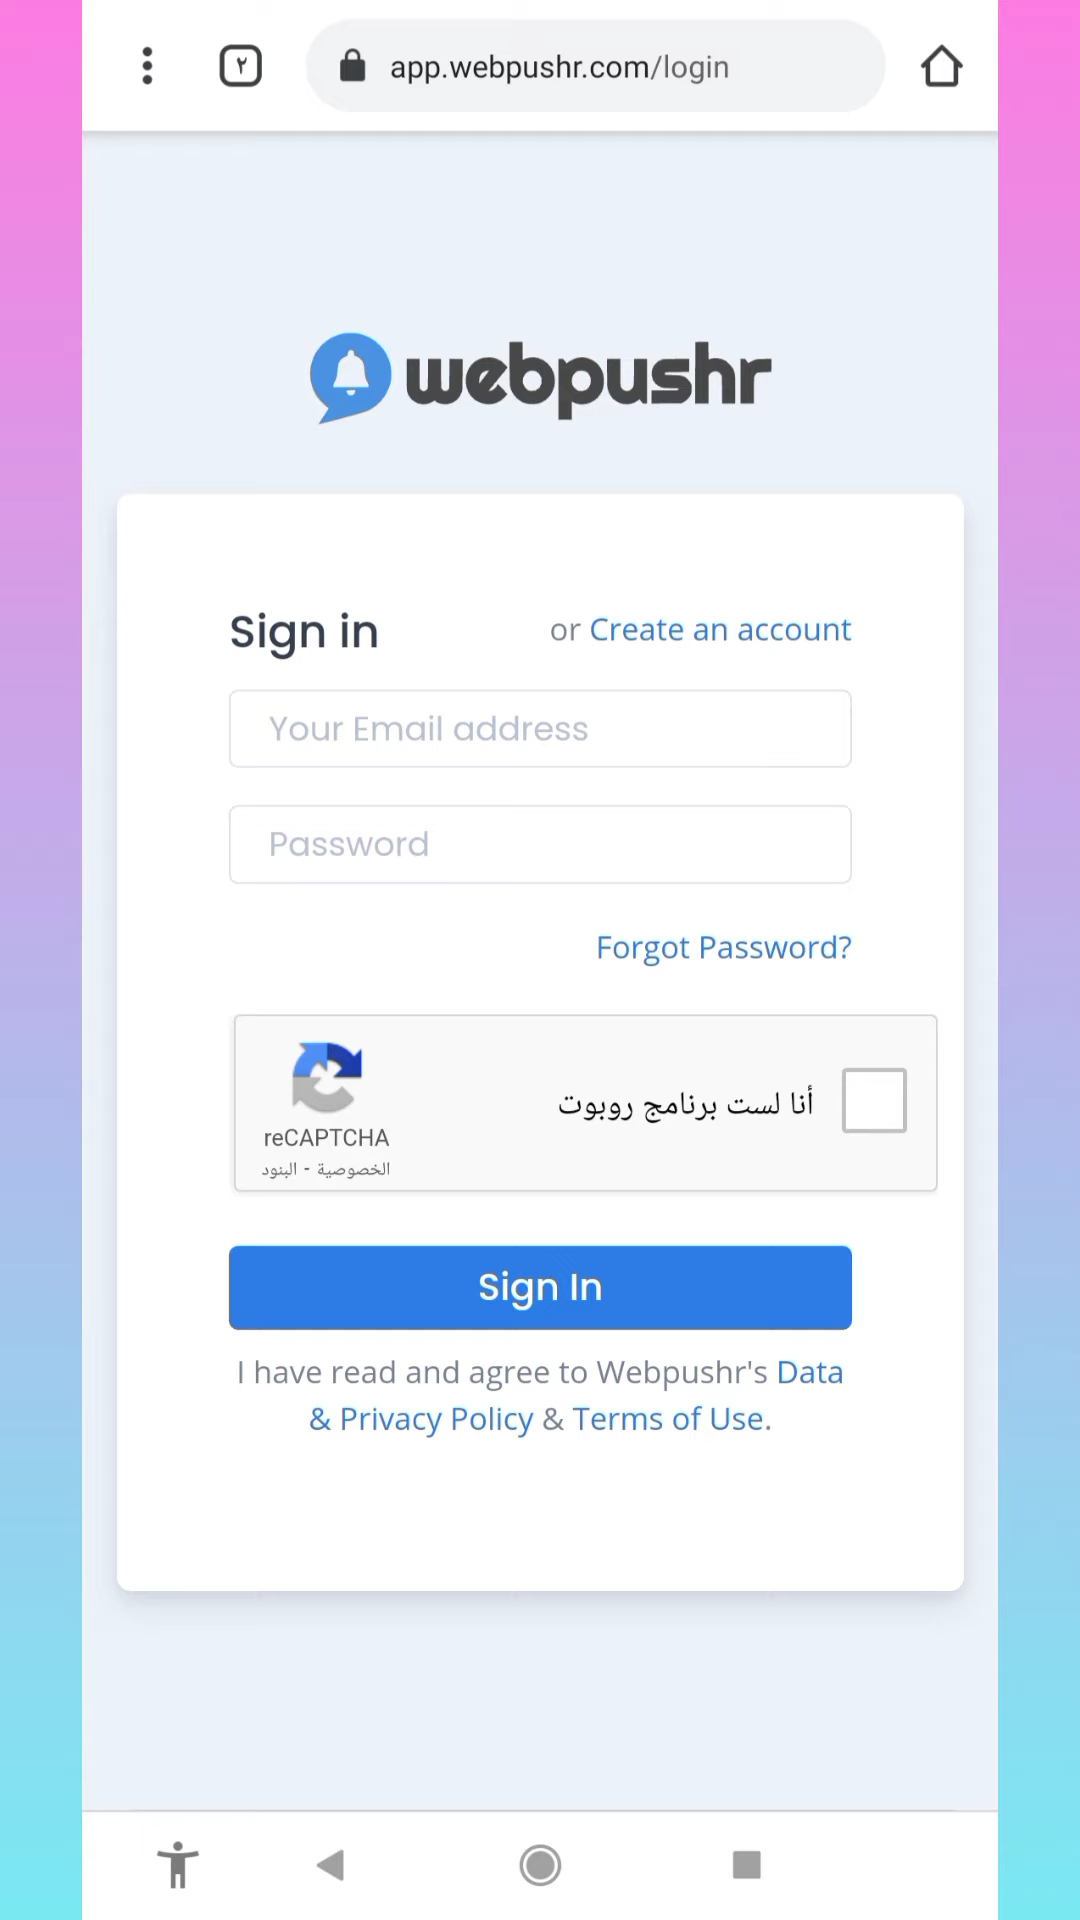 ٢
app.webpushr.com/login
webpushr
Sign in
or Create an account
Your Email address
Password
Forgot Password?
أنا لست برنامج روبوت
reCAPTCHA
الخصوصية - البنود
Sign In
I have read and agree to Webpushr's Data
& Privacy Policy & Terms of Use.